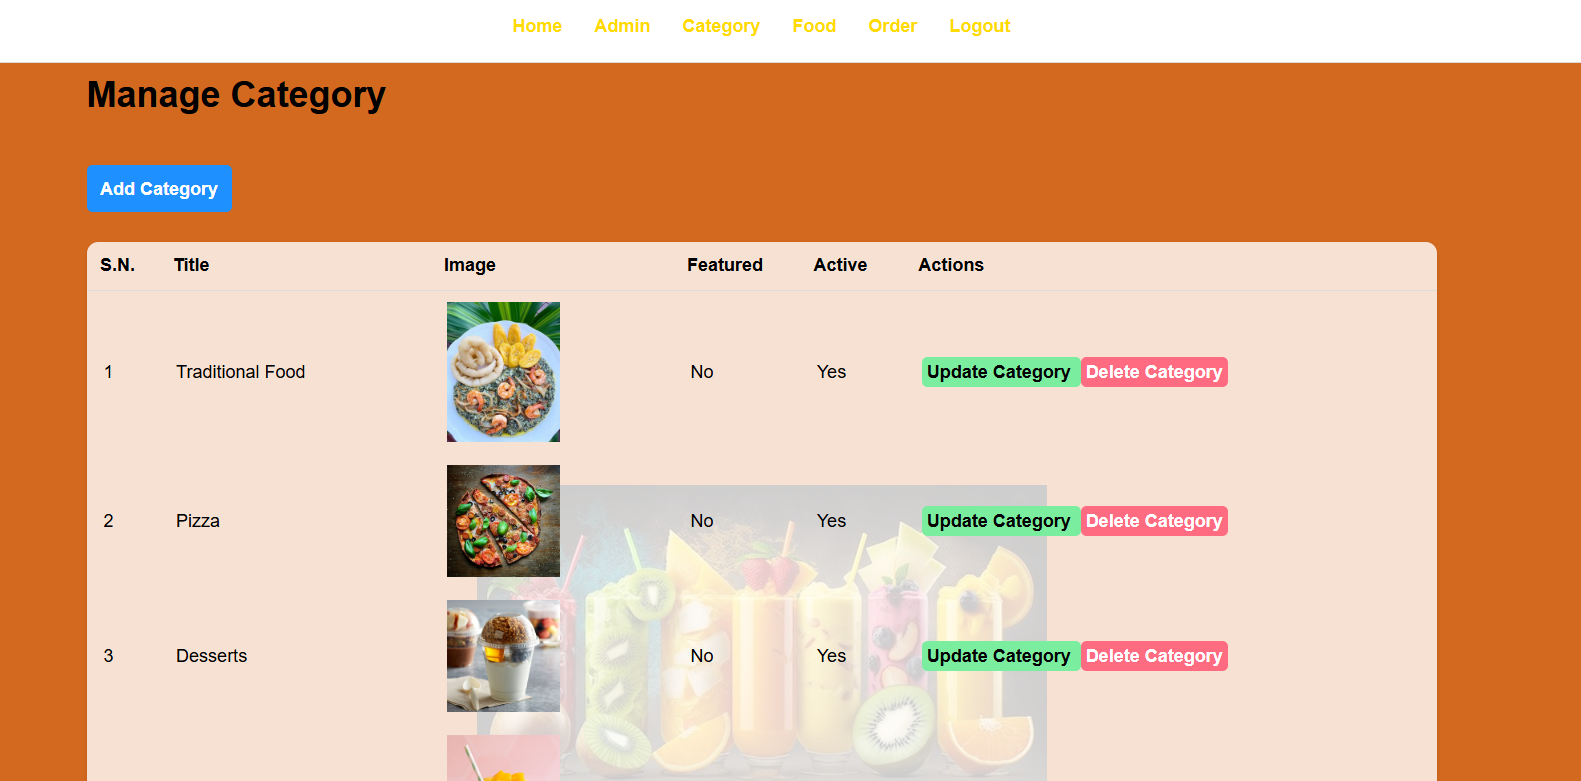 Home Admin Category Food Order Logout
Manage Category
Add Category
S.N. Title Image Featured Active Actions
1 Traditional Food No Yes Update Category Delete Category
2 Pizza No Yes Update Category Delete Category
3 Desserts No Yes Update Category Delete Category